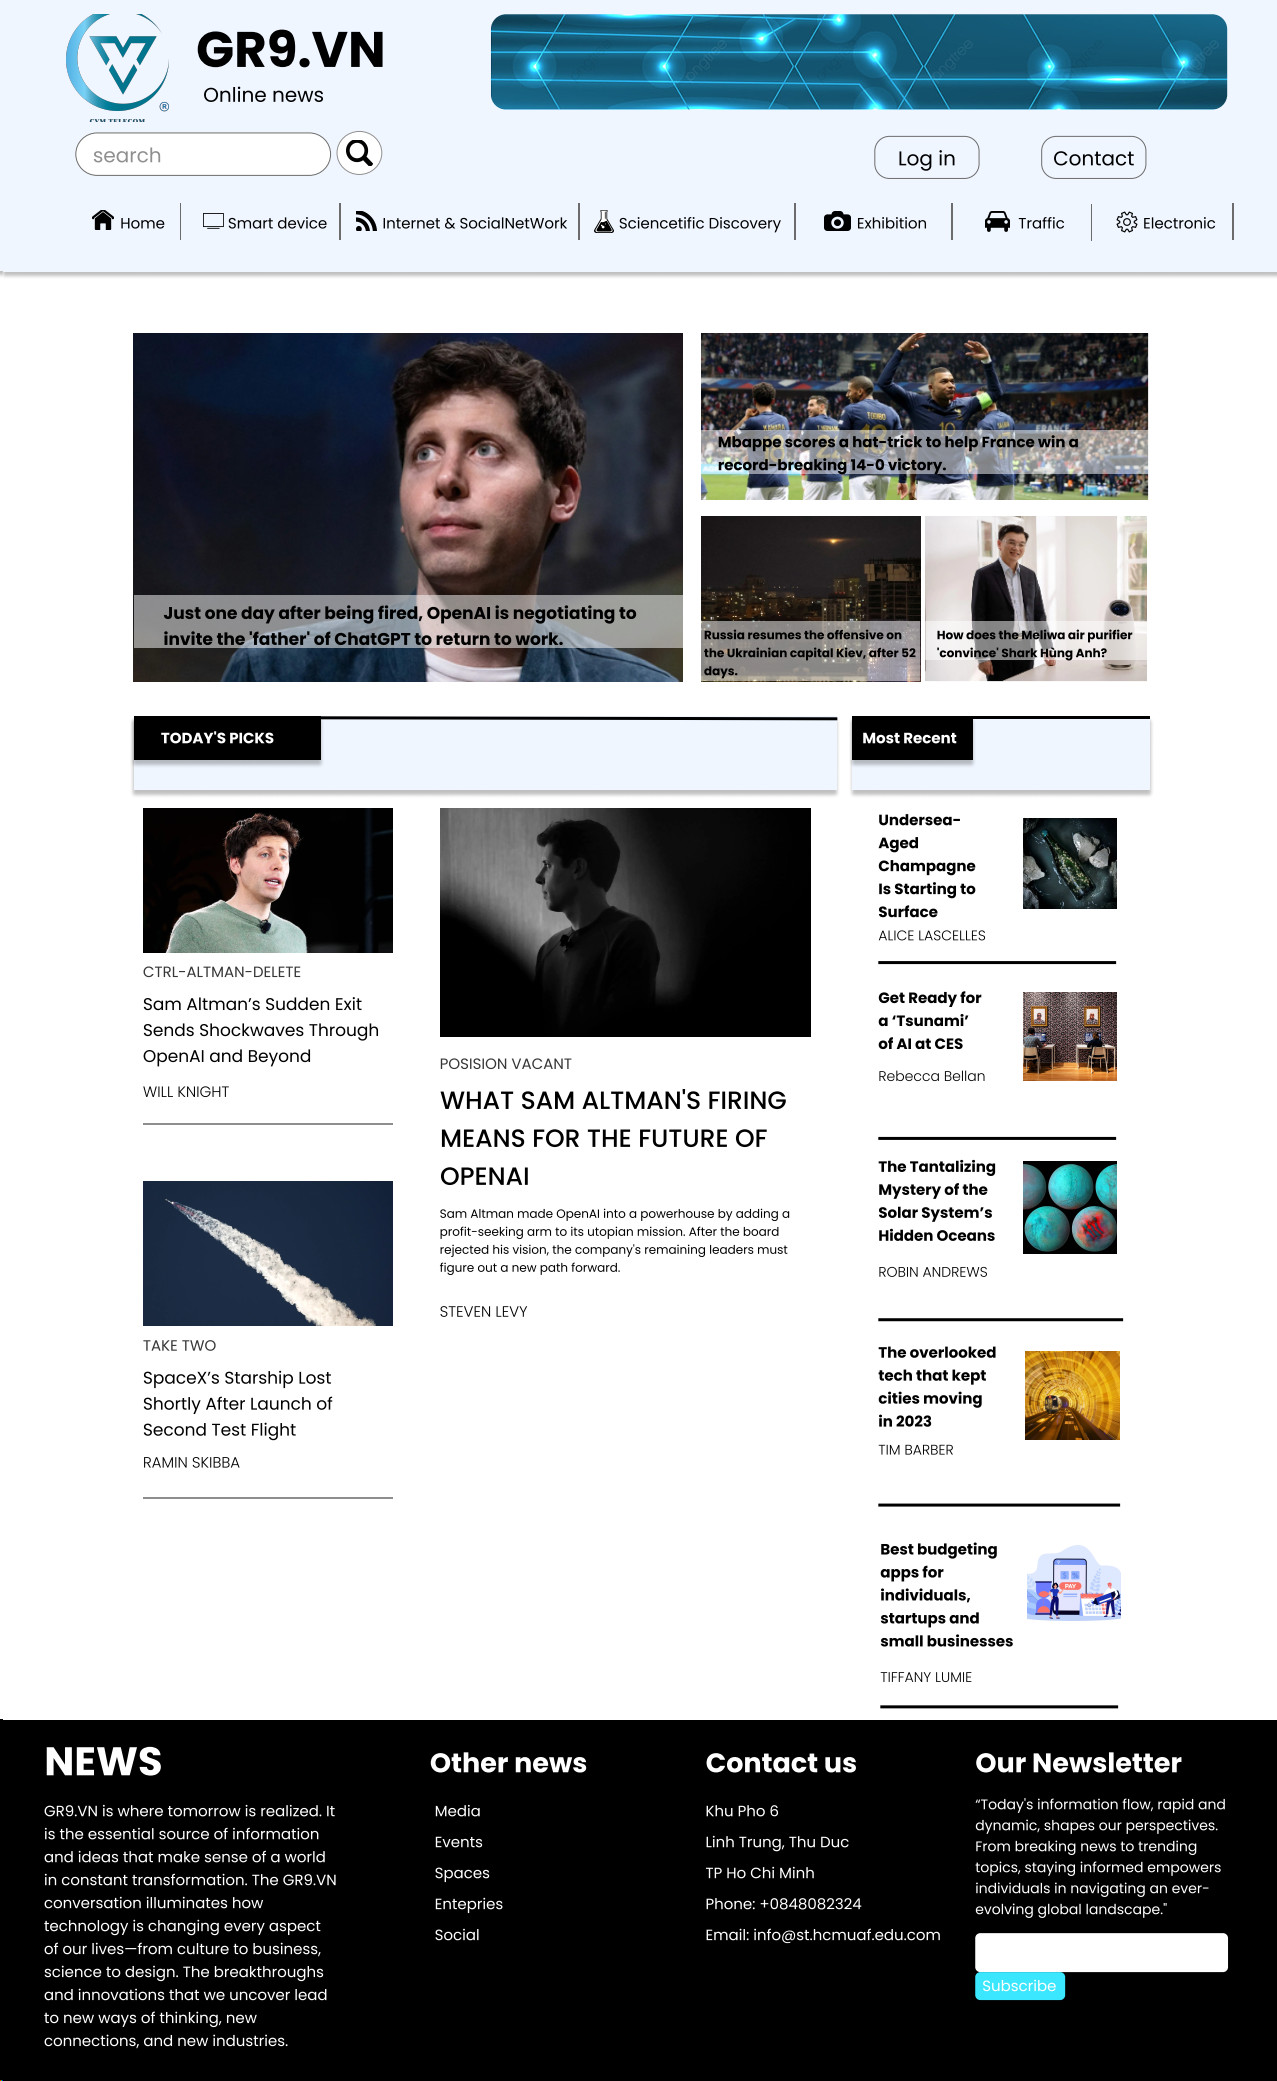 GR9.VN
Online news
®
search
Log in
Contact
Home
Smart device
Internet & SocialNetWork
Sciencetific Discovery
Exhibition
Traffic
Electronic
Just one day after being fired, OpenAI is negotiating to
invite the 'father' of ChatGPT to return to work.
Mbappe scores a hat-trick to help France win a
record-breaking 14-0 victory.
Russia resumes the offensive on
the Ukrainian capital Kiev, after 52
days.
How does the Meliwa air purifier
'convince' Shark Hùng Anh?
TODAY'S PICKS
CTRL-ALTMAN-DELETE
Sam Altman’s Sudden Exit
Sends Shockwaves Through
OpenAI and Beyond
WILL KNIGHT
TAKE TWO
SpaceX’s Starship Lost
Shortly After Launch of
Second Test Flight
RAMIN SKIBBA
POSISION VACANT
WHAT SAM ALTMAN'S FIRING
MEANS FOR THE FUTURE OF
OPENAI
Sam Altman made OpenAI into a powerhouse by adding a
profit-seeking arm to its utopian mission. After the board
rejected his vision, the company's remaining leaders must
figure out a new path forward.
STEVEN LEVY
Most Recent
Undersea-
Aged
Champagne
Is Starting to
Surface
ALICE LASCELLES
Get Ready for
a ‘Tsunami’
of AI at CES
Rebecca Bellan
The Tantalizing
Mystery of the
Solar System’s
Hidden Oceans
ROBIN ANDREWS
The overlooked
tech that kept
cities moving
in 2023
TIM BARBER
Best budgeting
apps for
individuals,
startups and
small businesses
PAY
TIFFANY LUMIE
NEWS
GR9.VN is where tomorrow is realized. It
is the essential source of information
and ideas that make sense of a world
in constant transformation. The GR9.VN
conversation illuminates how
technology is changing every aspect
of our lives—from culture to business,
science to design. The breakthroughs
and innovations that we uncover lead
to new ways of thinking, new
connections, and new industries.
Other news
Media
Events
Spaces
Entepries
Social
Contact us
Khu Pho 6
Linh Trung, Thu Duc
TP Ho Chi Minh
Phone: +0848082324
Email: info@st.hcmuaf.edu.com
Our Newsletter
“Today's information flow, rapid and
dynamic, shapes our perspectives.
From breaking news to trending
topics, staying informed empowers
individuals in navigating an ever-
evolving global landscape."
Subscribe